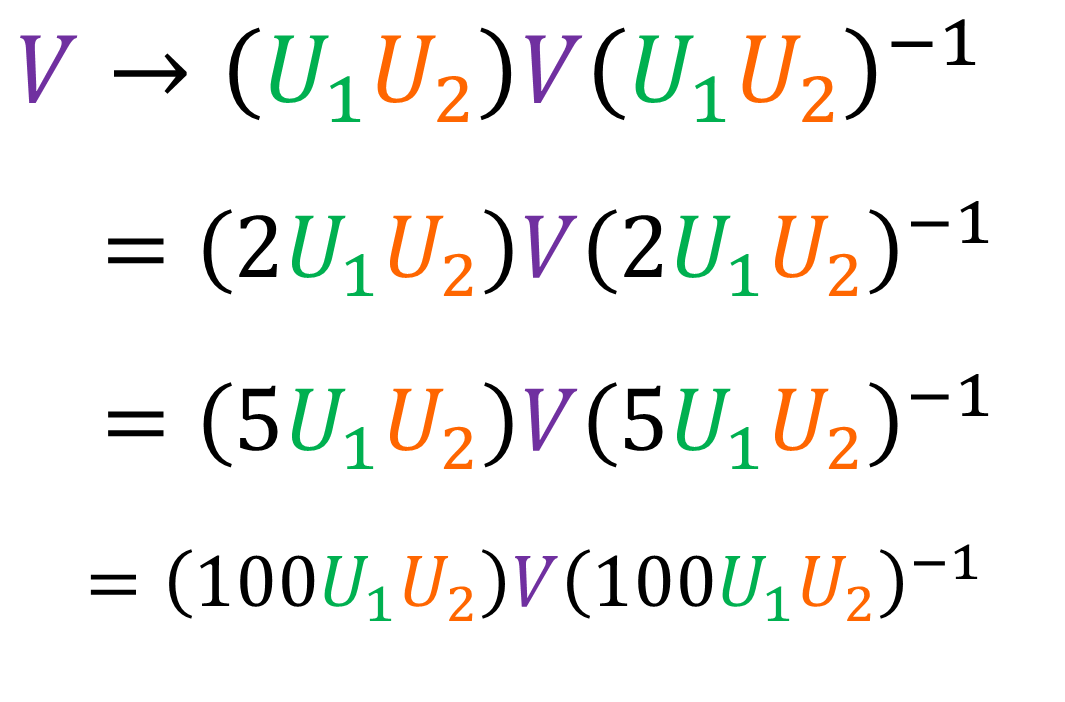 V → (U₁U₂)V(U₁U₂)⁻¹
= (2U₁U₂)V(2U₁U₂)⁻¹
= (5U₁U₂)V(5U₁U₂)⁻¹
= (100U₁U₂)V(100U₁U₂)⁻¹